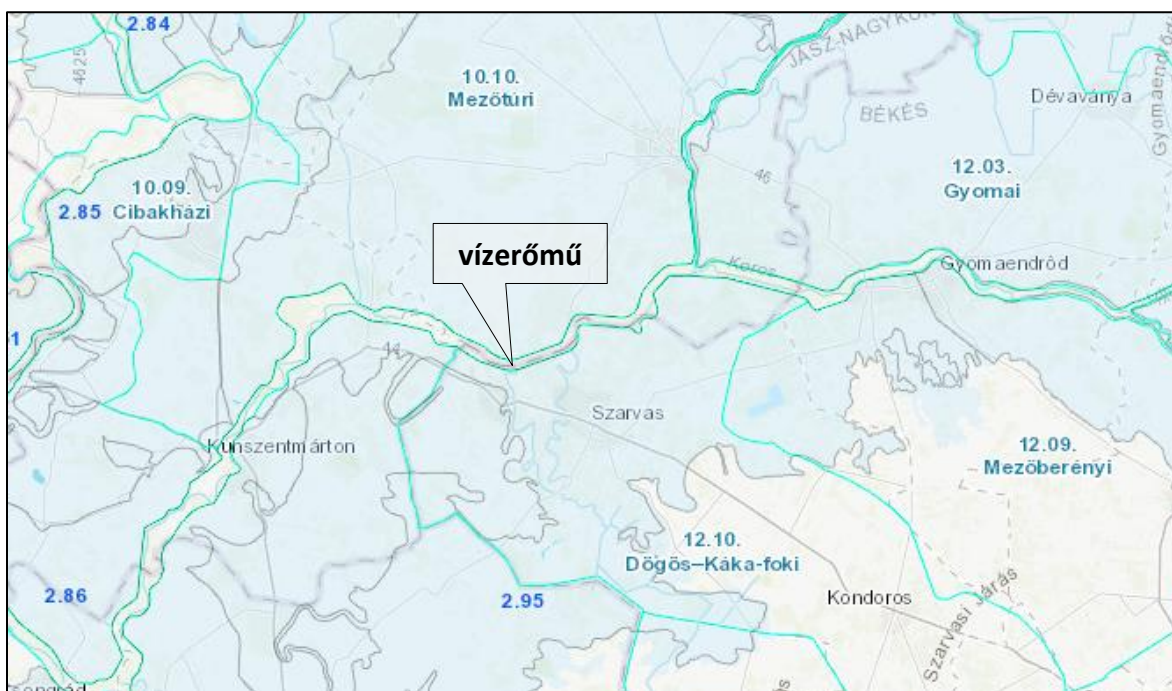 2.84
4625
10.10.
Mezőtúri
JÁSZ-NAGYKUN
BÉKÉS
Dévaványa
Gyomaendrőd
10.09.
Cibakházi
2.85
46
12.03.
Gyomai
vízerőmű
Körös
Gyomaendrőd
44
Szarvas
Kunszentmárton
12.09.
Mezőberényi
12.10.
Dögös–Káka-foki
2.86
2.95
Kondoros
Szarvasi Járás